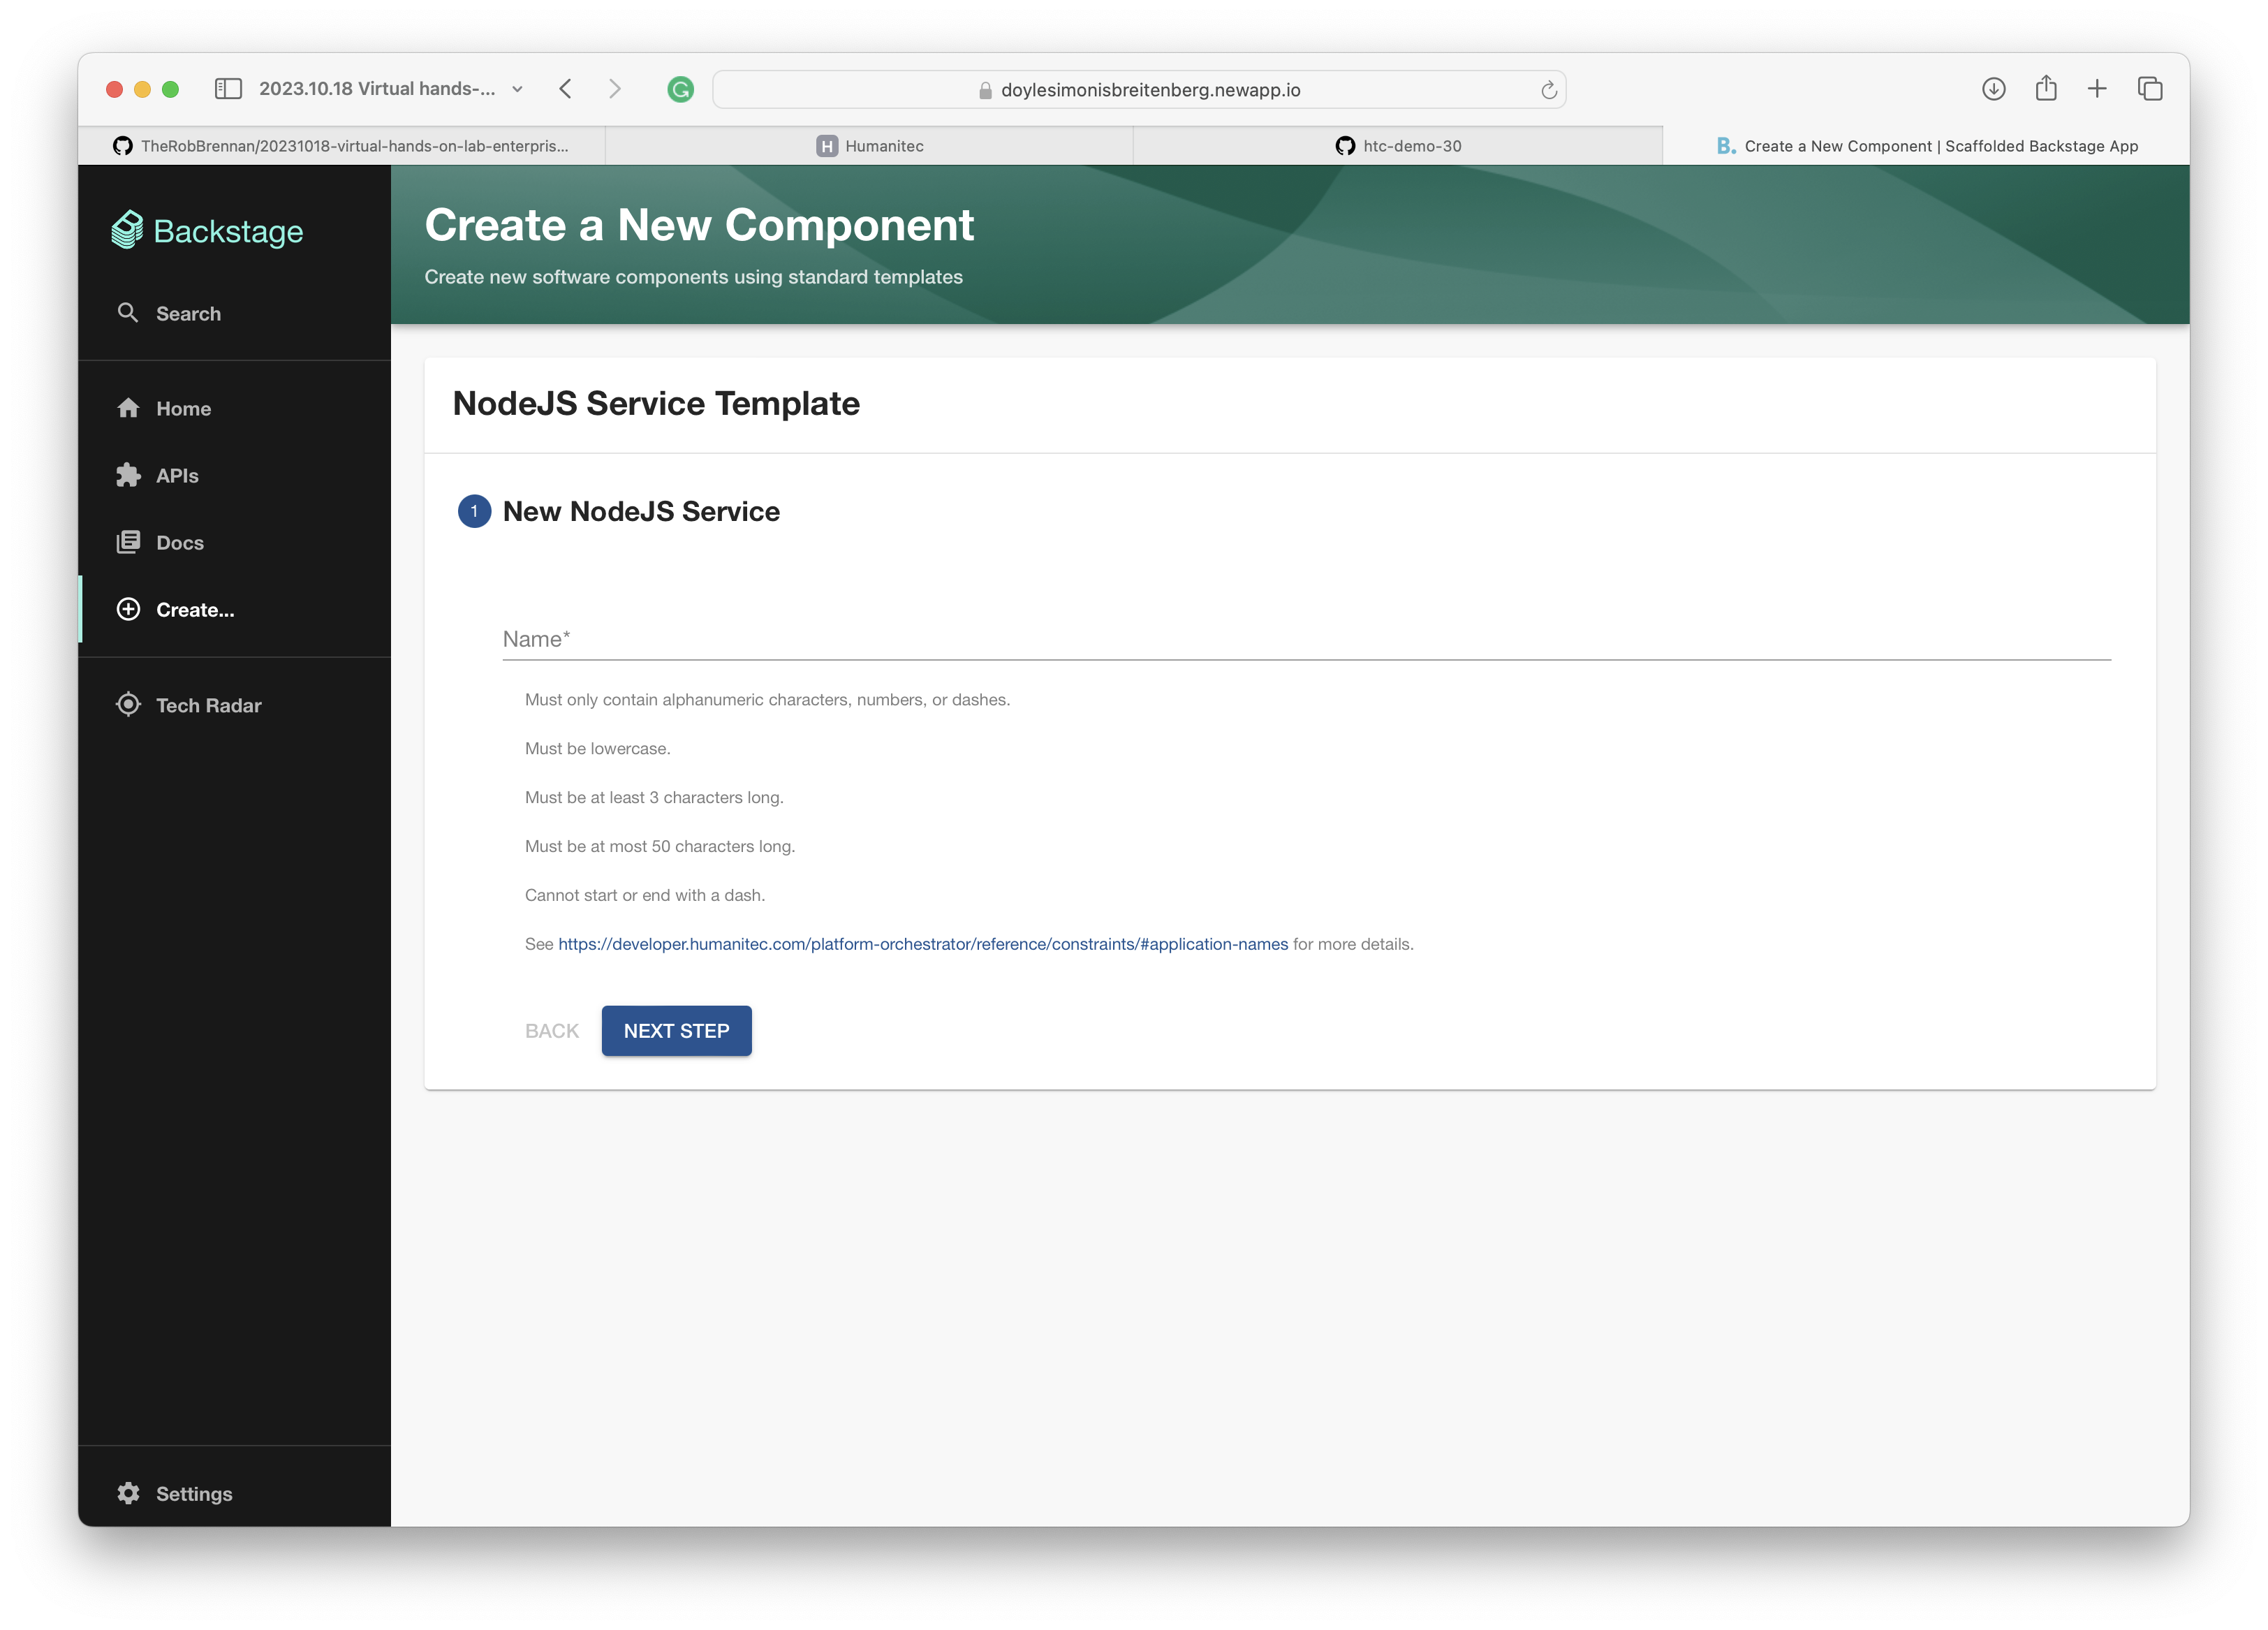 2023.10.18 Virtual hands-...
doylesimonisbreitenberg.newapp.io
TheRobBrennan/20231018-virtual-hands-on-lab-enterpris...
H Humanitec
htc-demo-30
B. Create a New Component | Scaffolded Backstage App
Backstage
Search
Home
APIs
Docs
Create...
Tech Radar
Settings
Create a New Component
Create new software components using standard templates
NodeJS Service Template
1 New NodeJS Service
Name*
Must only contain alphanumeric characters, numbers, or dashes.
Must be lowercase.
Must be at least 3 characters long.
Must be at most 50 characters long.
Cannot start or end with a dash.
See https://developer.humanitec.com/platform-orchestrator/reference/constraints/#application-names for more details.
BACK NEXT STEP